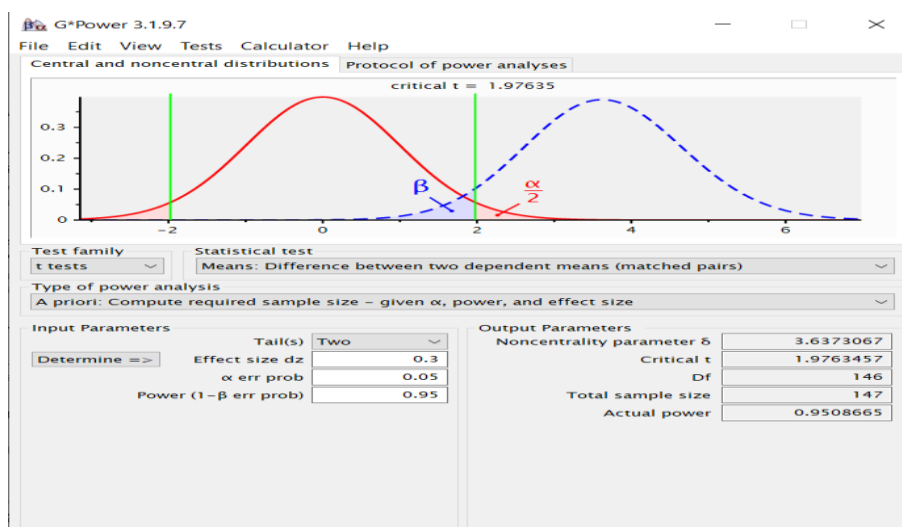 G*Power 3.1.9.7
File Edit View Tests Calculator Help
Central and noncentral distributions Protocol of power analyses
critical t = 1.97635
0.3
0.2
0.1
0
β
α
2
-2 0 2 4 6
Test family Statistical test
t tests Means: Difference between two dependent means (matched pairs)
Type of power analysis
A priori: Compute required sample size – given α, power, and effect size
Input Parameters Output Parameters
Tail(s) Two Noncentrality parameter δ 3.6373067
Determine => Effect size dz 0.3 Critical t 1.9763457
α err prob 0.05 Df 146
Power (1-β err prob) 0.95 Total sample size 147
Actual power 0.9508665